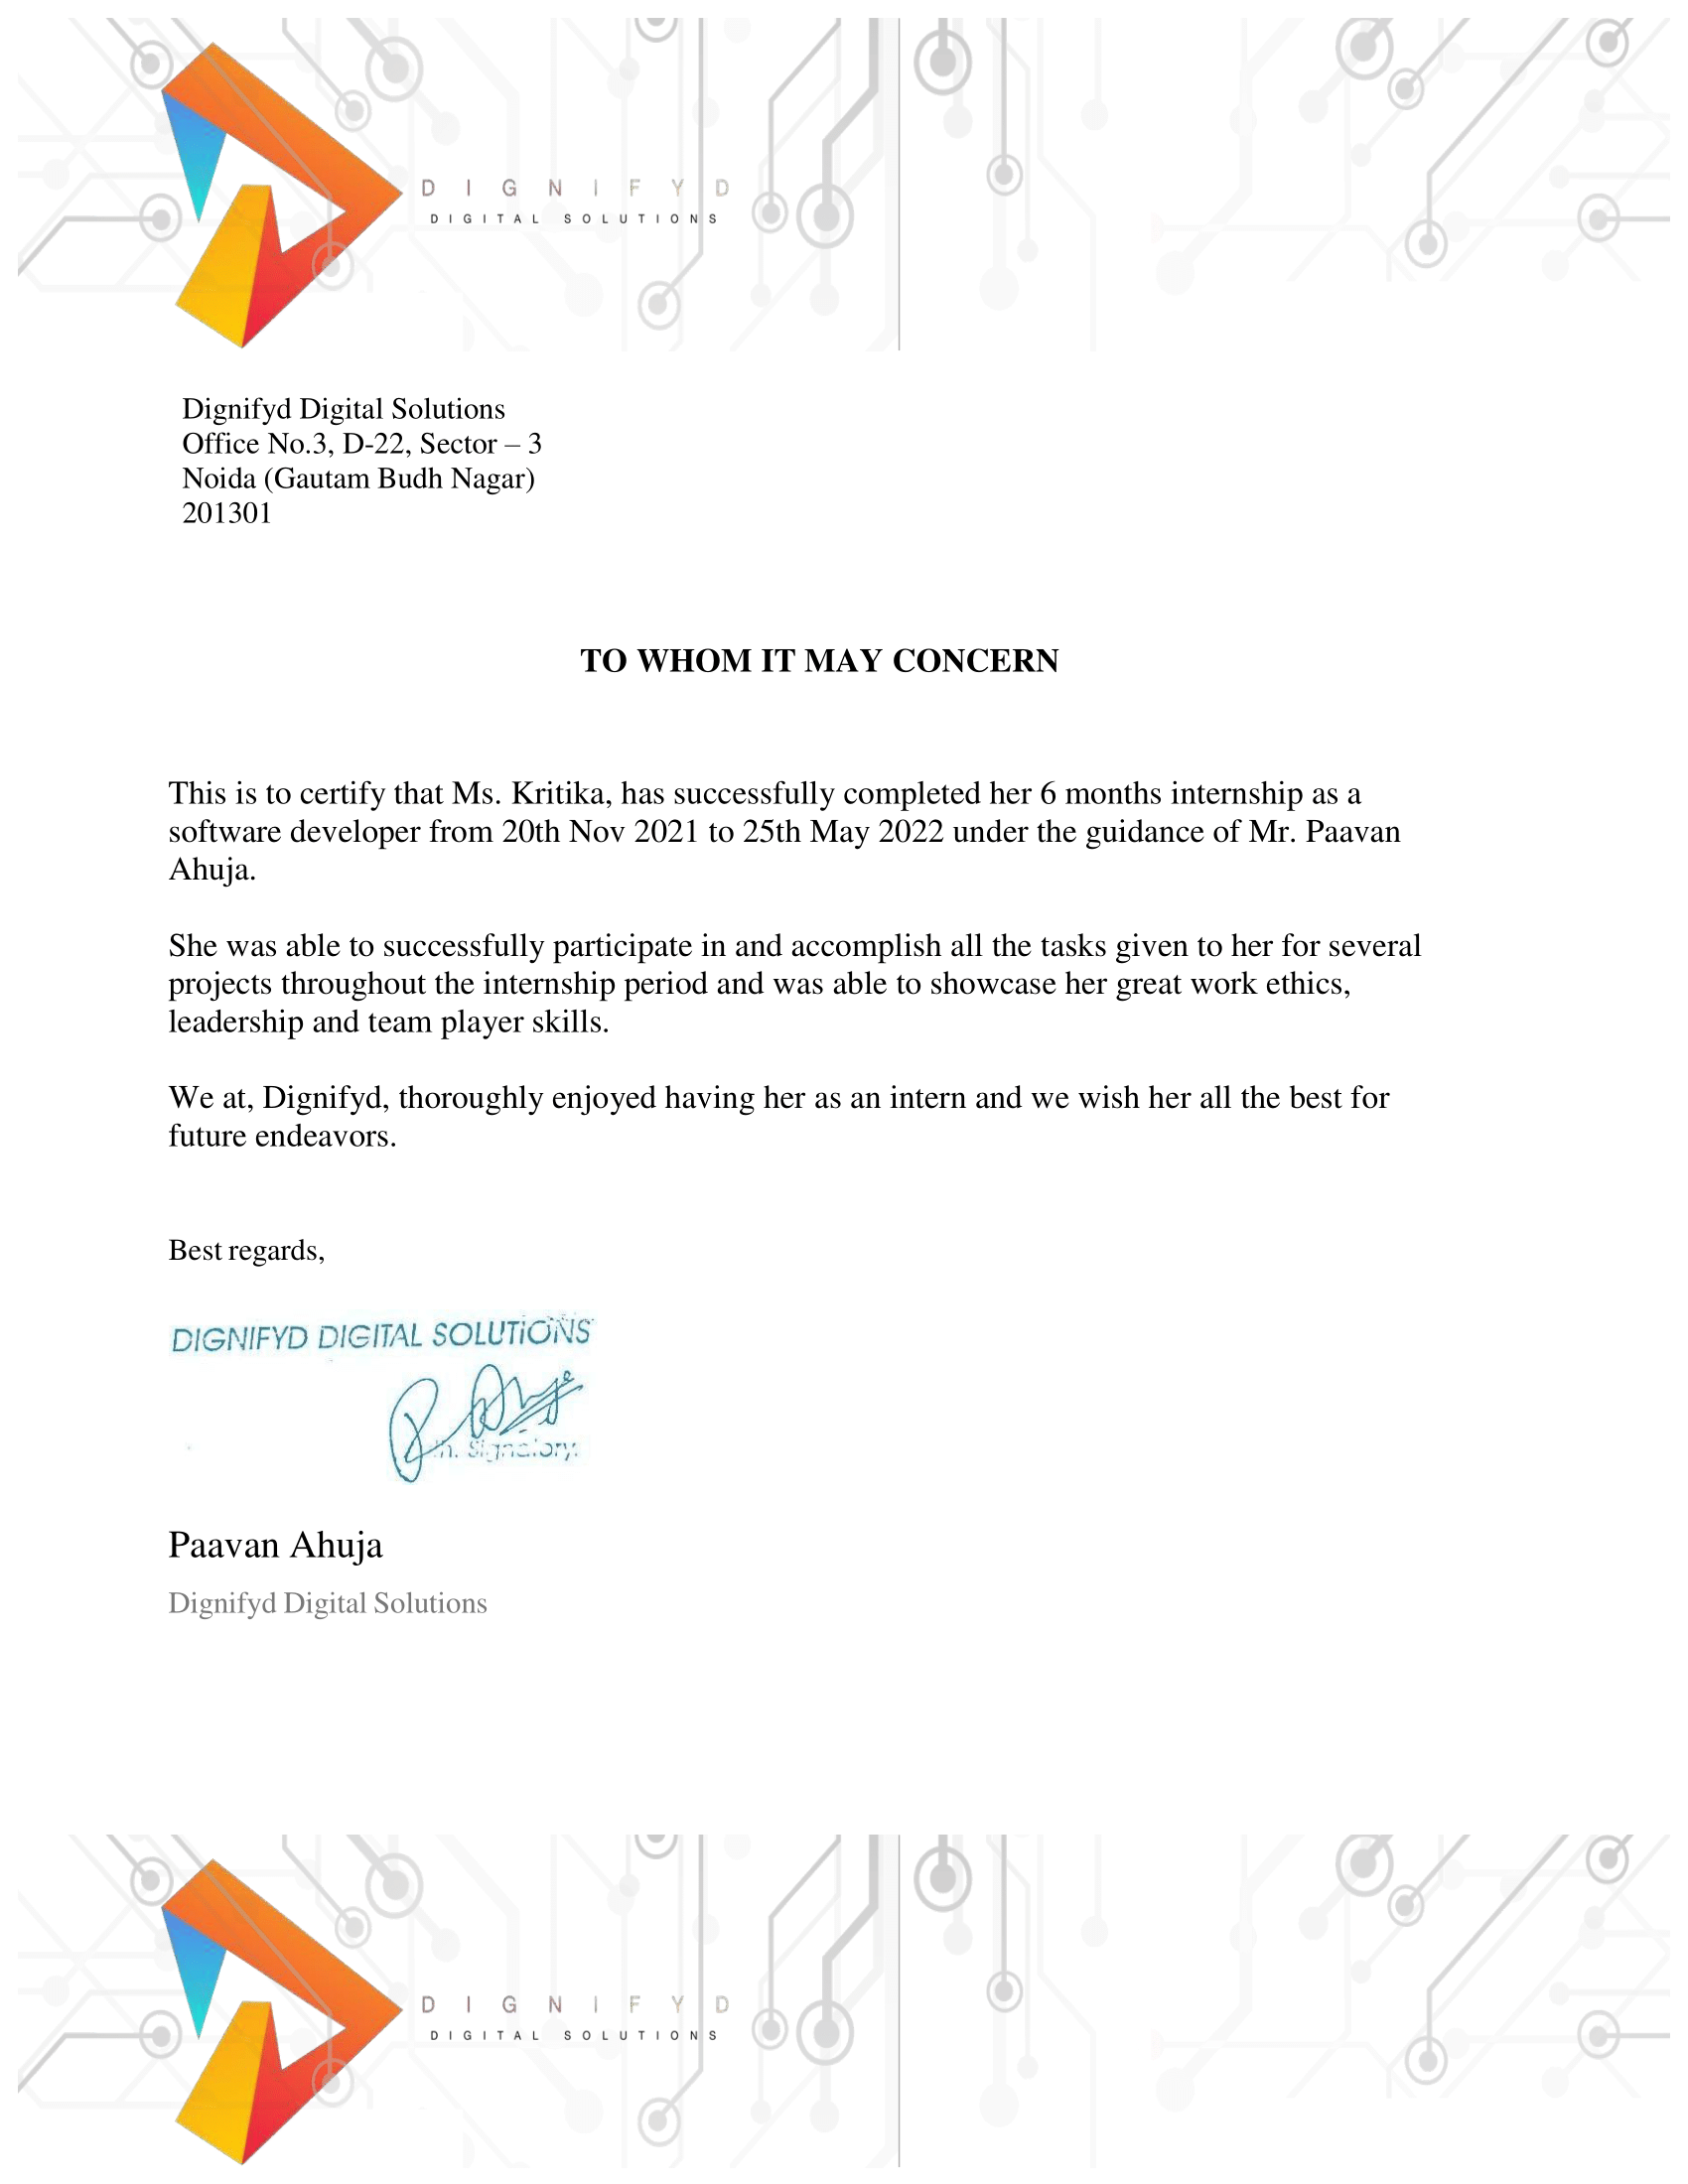 DIGNIFYD
DIGITAL SOLUTIONS
Dignifyd Digital Solutions
Office No.3, D-22, Sector – 3
Noida (Gautam Budh Nagar)
201301
TO WHOM IT MAY CONCERN
This is to certify that Ms. Kritika, has successfully completed her 6 months internship as a
software developer from 20th Nov 2021 to 25th May 2022 under the guidance of Mr. Paavan
Ahuja.
She was able to successfully participate in and accomplish all the tasks given to her for several
projects throughout the internship period and was able to showcase her great work ethics,
leadership and team player skills.
We at, Dignifyd, thoroughly enjoyed having her as an intern and we wish her all the best for
future endeavors.
Best regards,
DIGNIFYD DIGITAL SOLUTIONS
Signatory
Paavan Ahuja
Dignifyd Digital Solutions
DIGNIFYD
DIGITAL SOLUTIONS